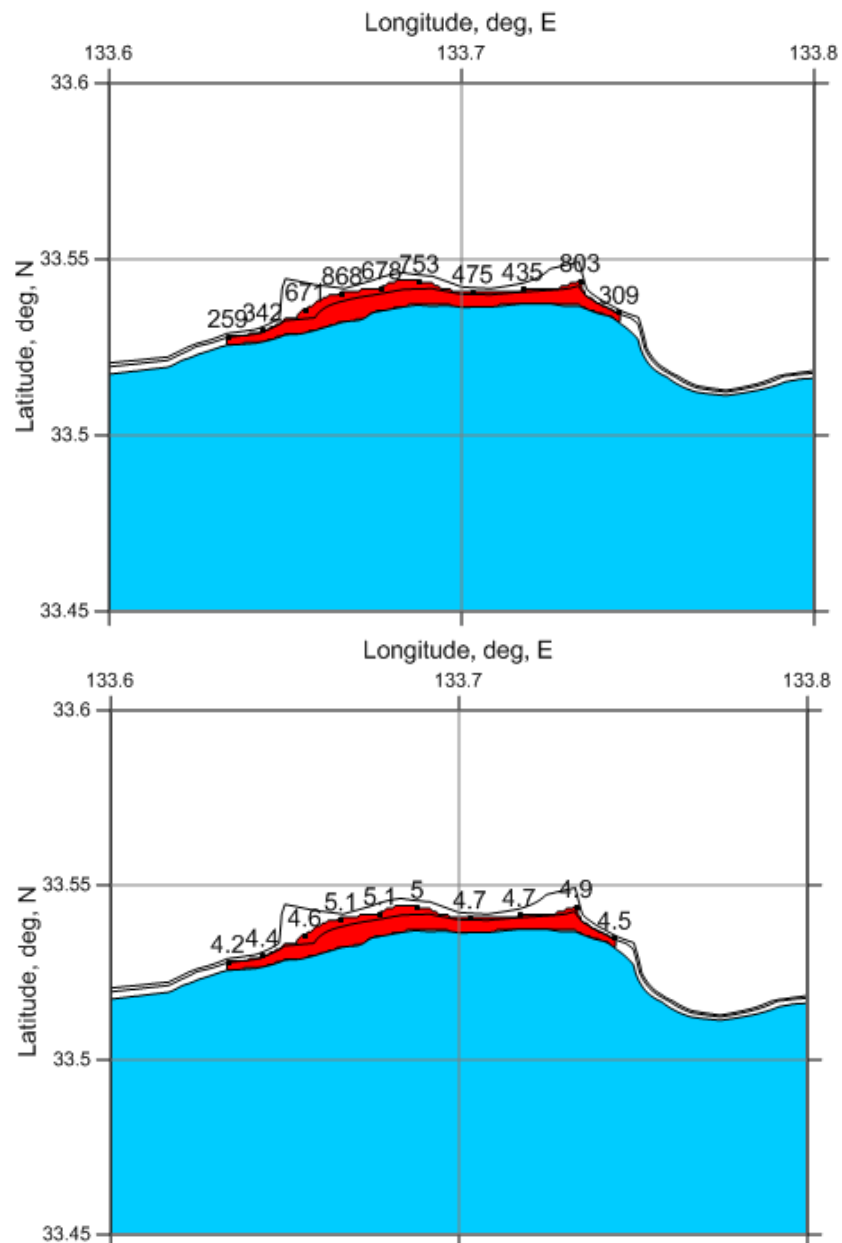 Longitude, deg, E
133.6 133.7 133.8
33.6
33.55
753
868 678 803
671 475 435
259 342 309
Latitude, deg, N
33.5
33.45
Longitude, deg, E
133.6 133.7 133.8
33.6
33.55
5.1 5.1 5 4.7 4.7 4.9
4.2 4.4 4.6 4.5
Latitude, deg, N
33.5
33.45